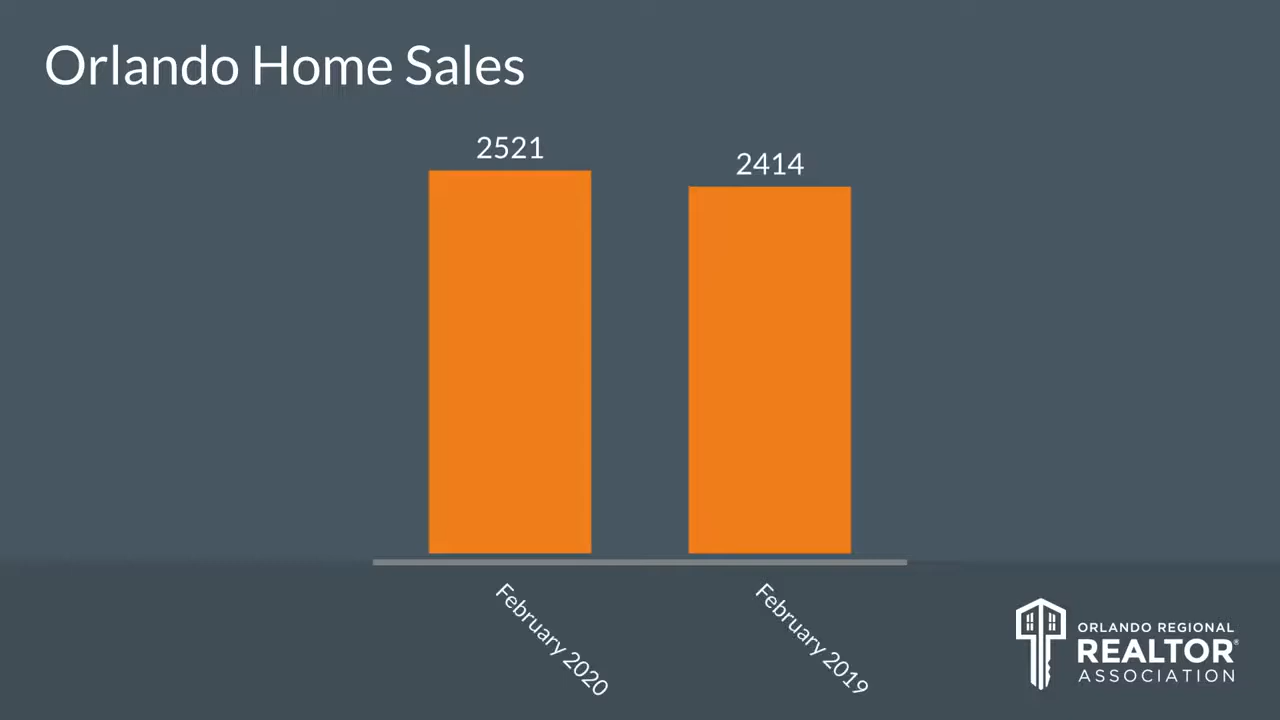 Orlando Home Sales
2521
2414
February 2020
February 2019
ORLANDO REGIONAL
REALTOR®
ASSOCIATION